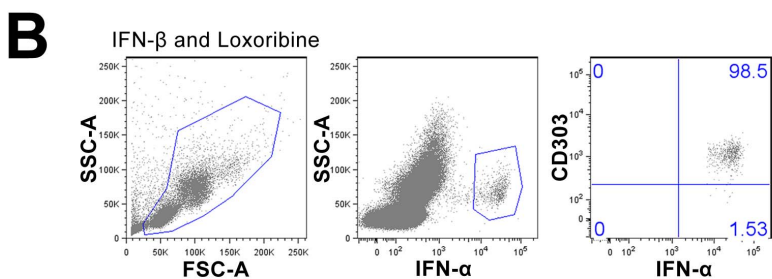 B
IFN-β and Loxoribine
250K
200K
150K
100K
50K
0
SSC-A
0 50K 100K 150K 200K 250K
FSC-A
250K
200K
150K
100K
50K
0
SSC-A
0 10² 10³ 10⁴ 10⁵
IFN-α
10⁵
10⁴
10³
10²
0
CD303
0 98.5
0 1.53
0 10² 10³ 10⁴ 10⁵
IFN-α